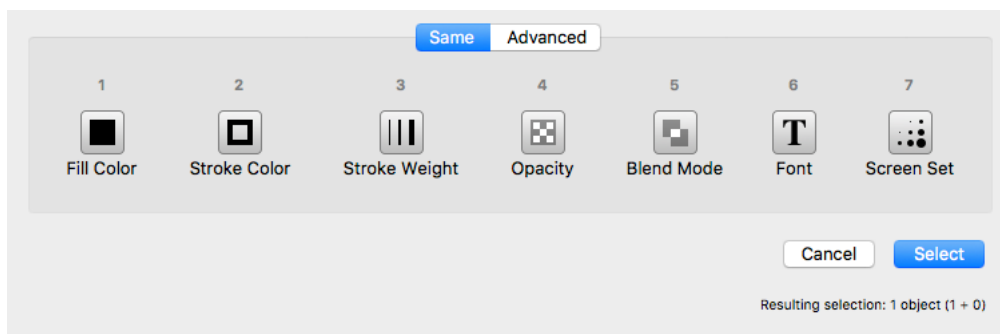 Same Advanced
1 2 3 4 5 6 7
T
Fill Color Stroke Color Stroke Weight Opacity Blend Mode Font Screen Set
Cancel Select
Resulting selection: 1 object (1 + 0)